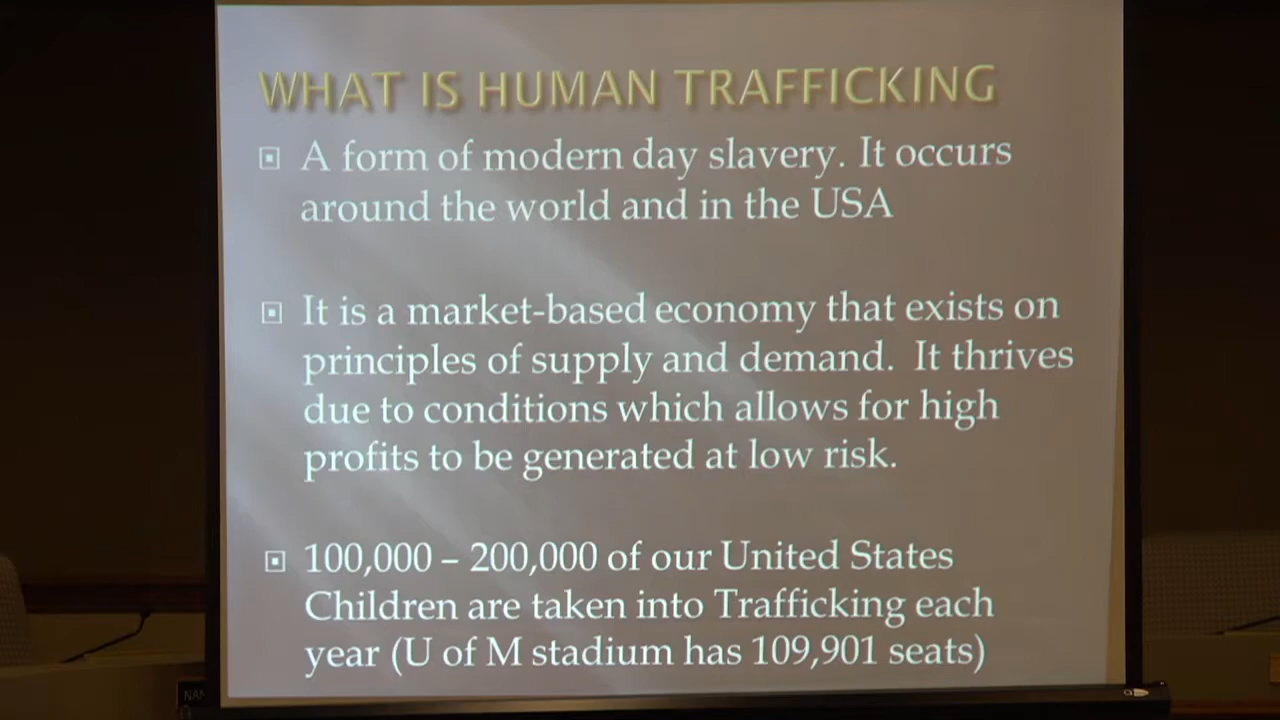 WHAT IS HUMAN TRAFFICKING
A form of modern day slavery. It occurs
around the world and in the USA
It is a market-based economy that exists on
principles of supply and demand. It thrives
due to conditions which allows for high
profits to be generated at low risk.
100,000 – 200,000 of our United States
Children are taken into Trafficking each
year (U of M stadium has 109,901 seats)